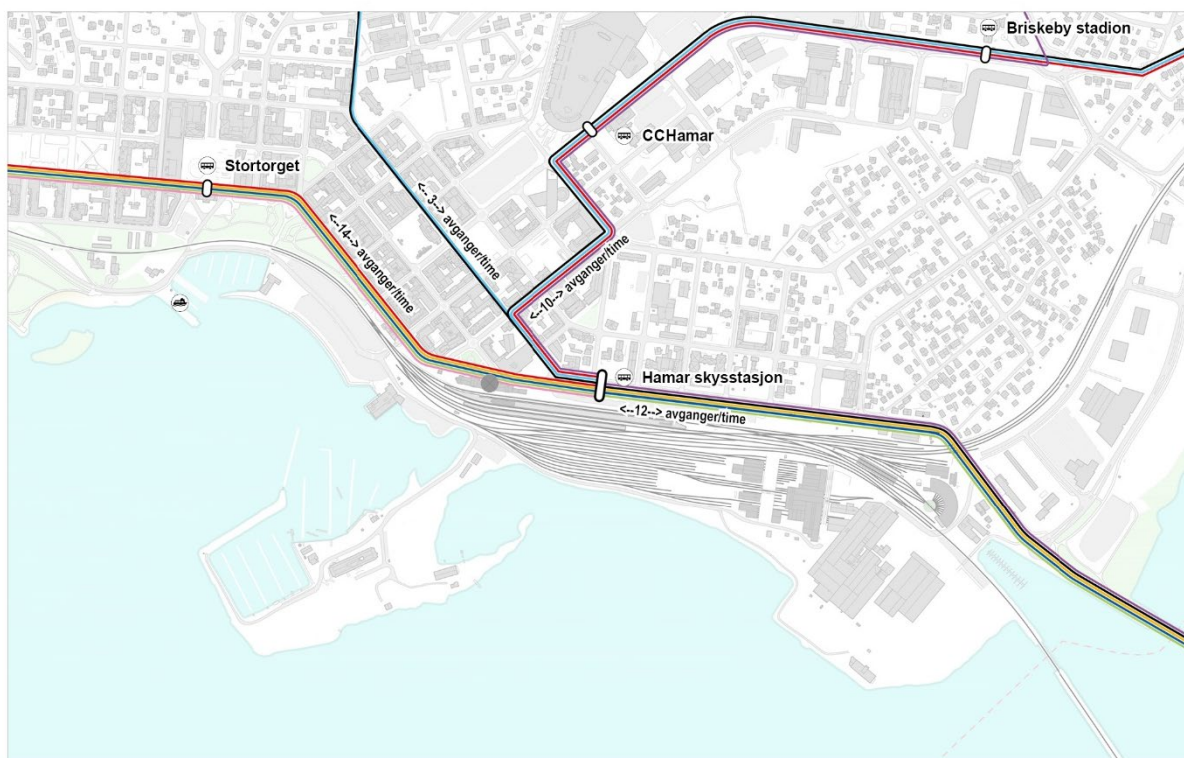 Briskeby stadion
CCHamar
Stortorget
<-- 3--> avganger/time
<--14--> avganger/time
<--10--> avganger/time
Hamar skysstasjon
<--12--> avganger/time